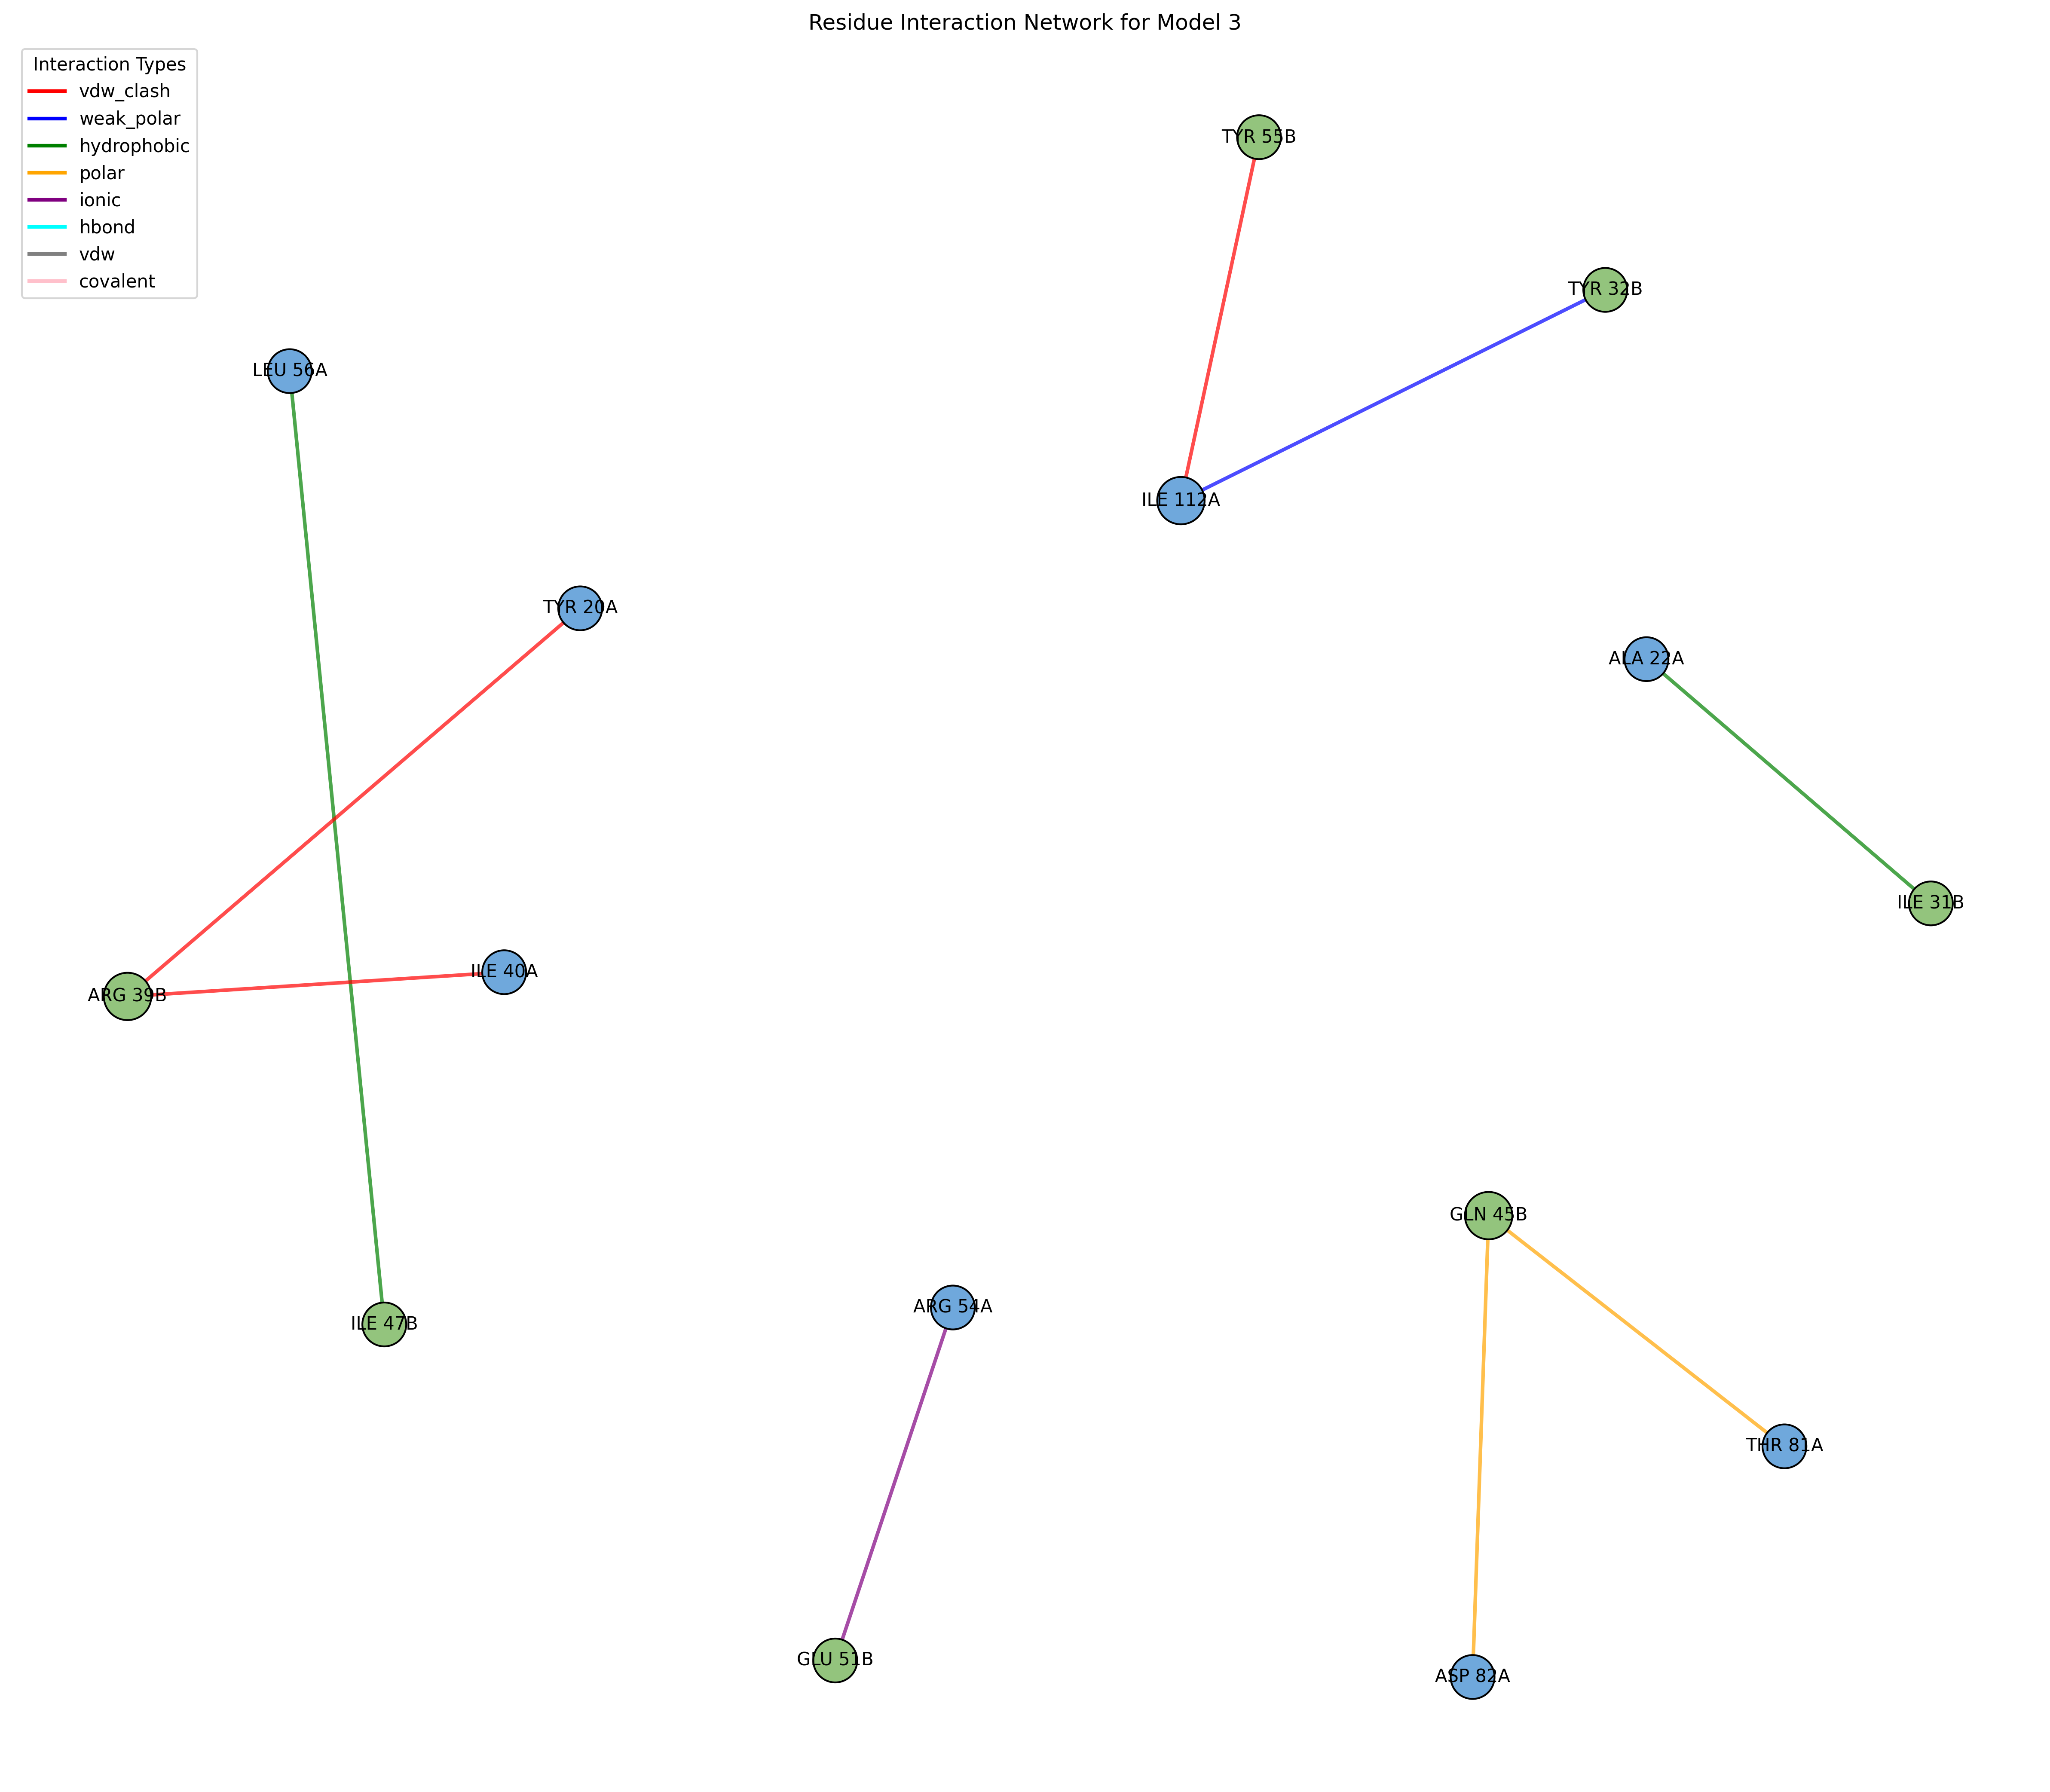 Residue Interaction Network for Model 3
Interaction Types
vdw_clash
weak_polar
hydrophobic
polar
ionic
hbond
vdw
covalent
TYR 55B
TYR 32B
LEU 56A
ILE 112A
TYR 20A
ALA 22A
ILE 31B
ILE 40A
ARG 39B
GLN 45B
ARG 54A
ILE 47B
THR 81A
GLU 51B
ASP 82A